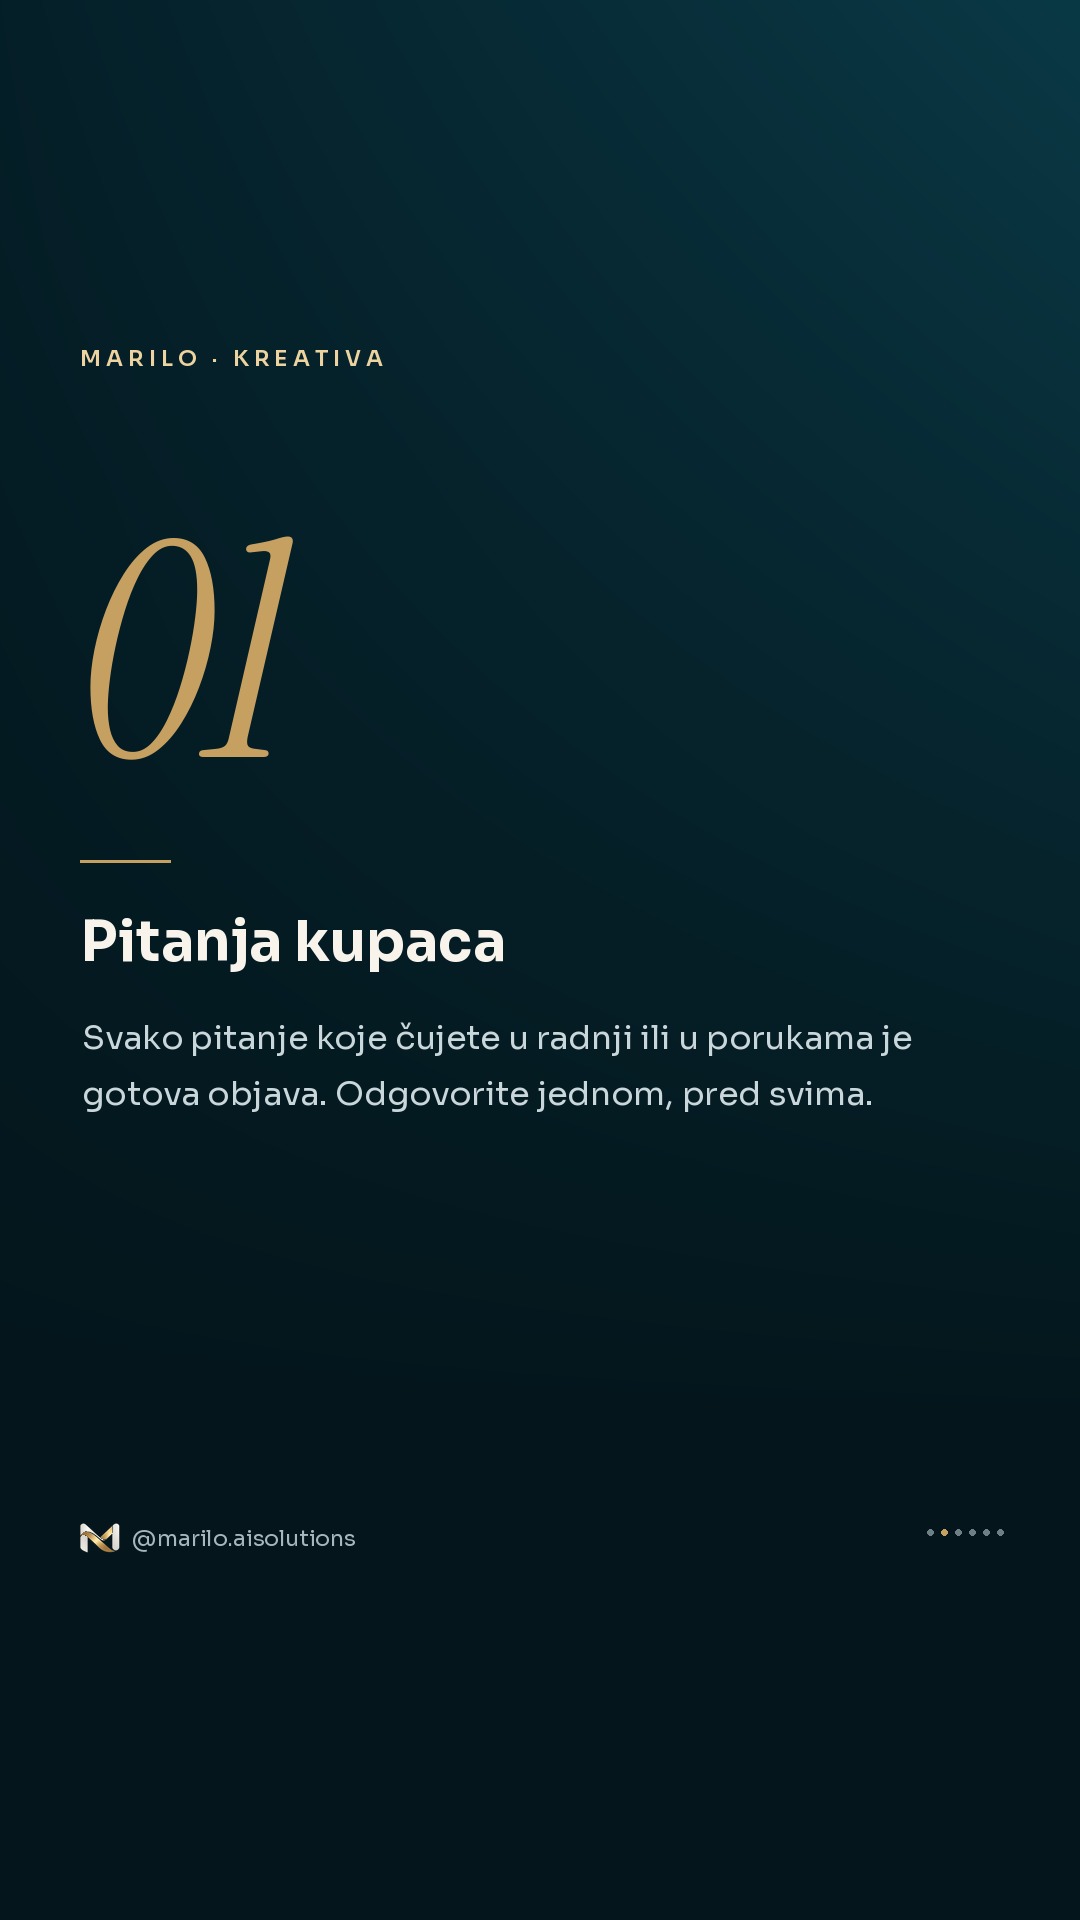 MARILO · KREATIVA
01
Pitanja kupaca
Svako pitanje koje čujete u radnji ili u porukama je
gotova objava. Odgovorite jednom, pred svima.
@marilo.aisolutions